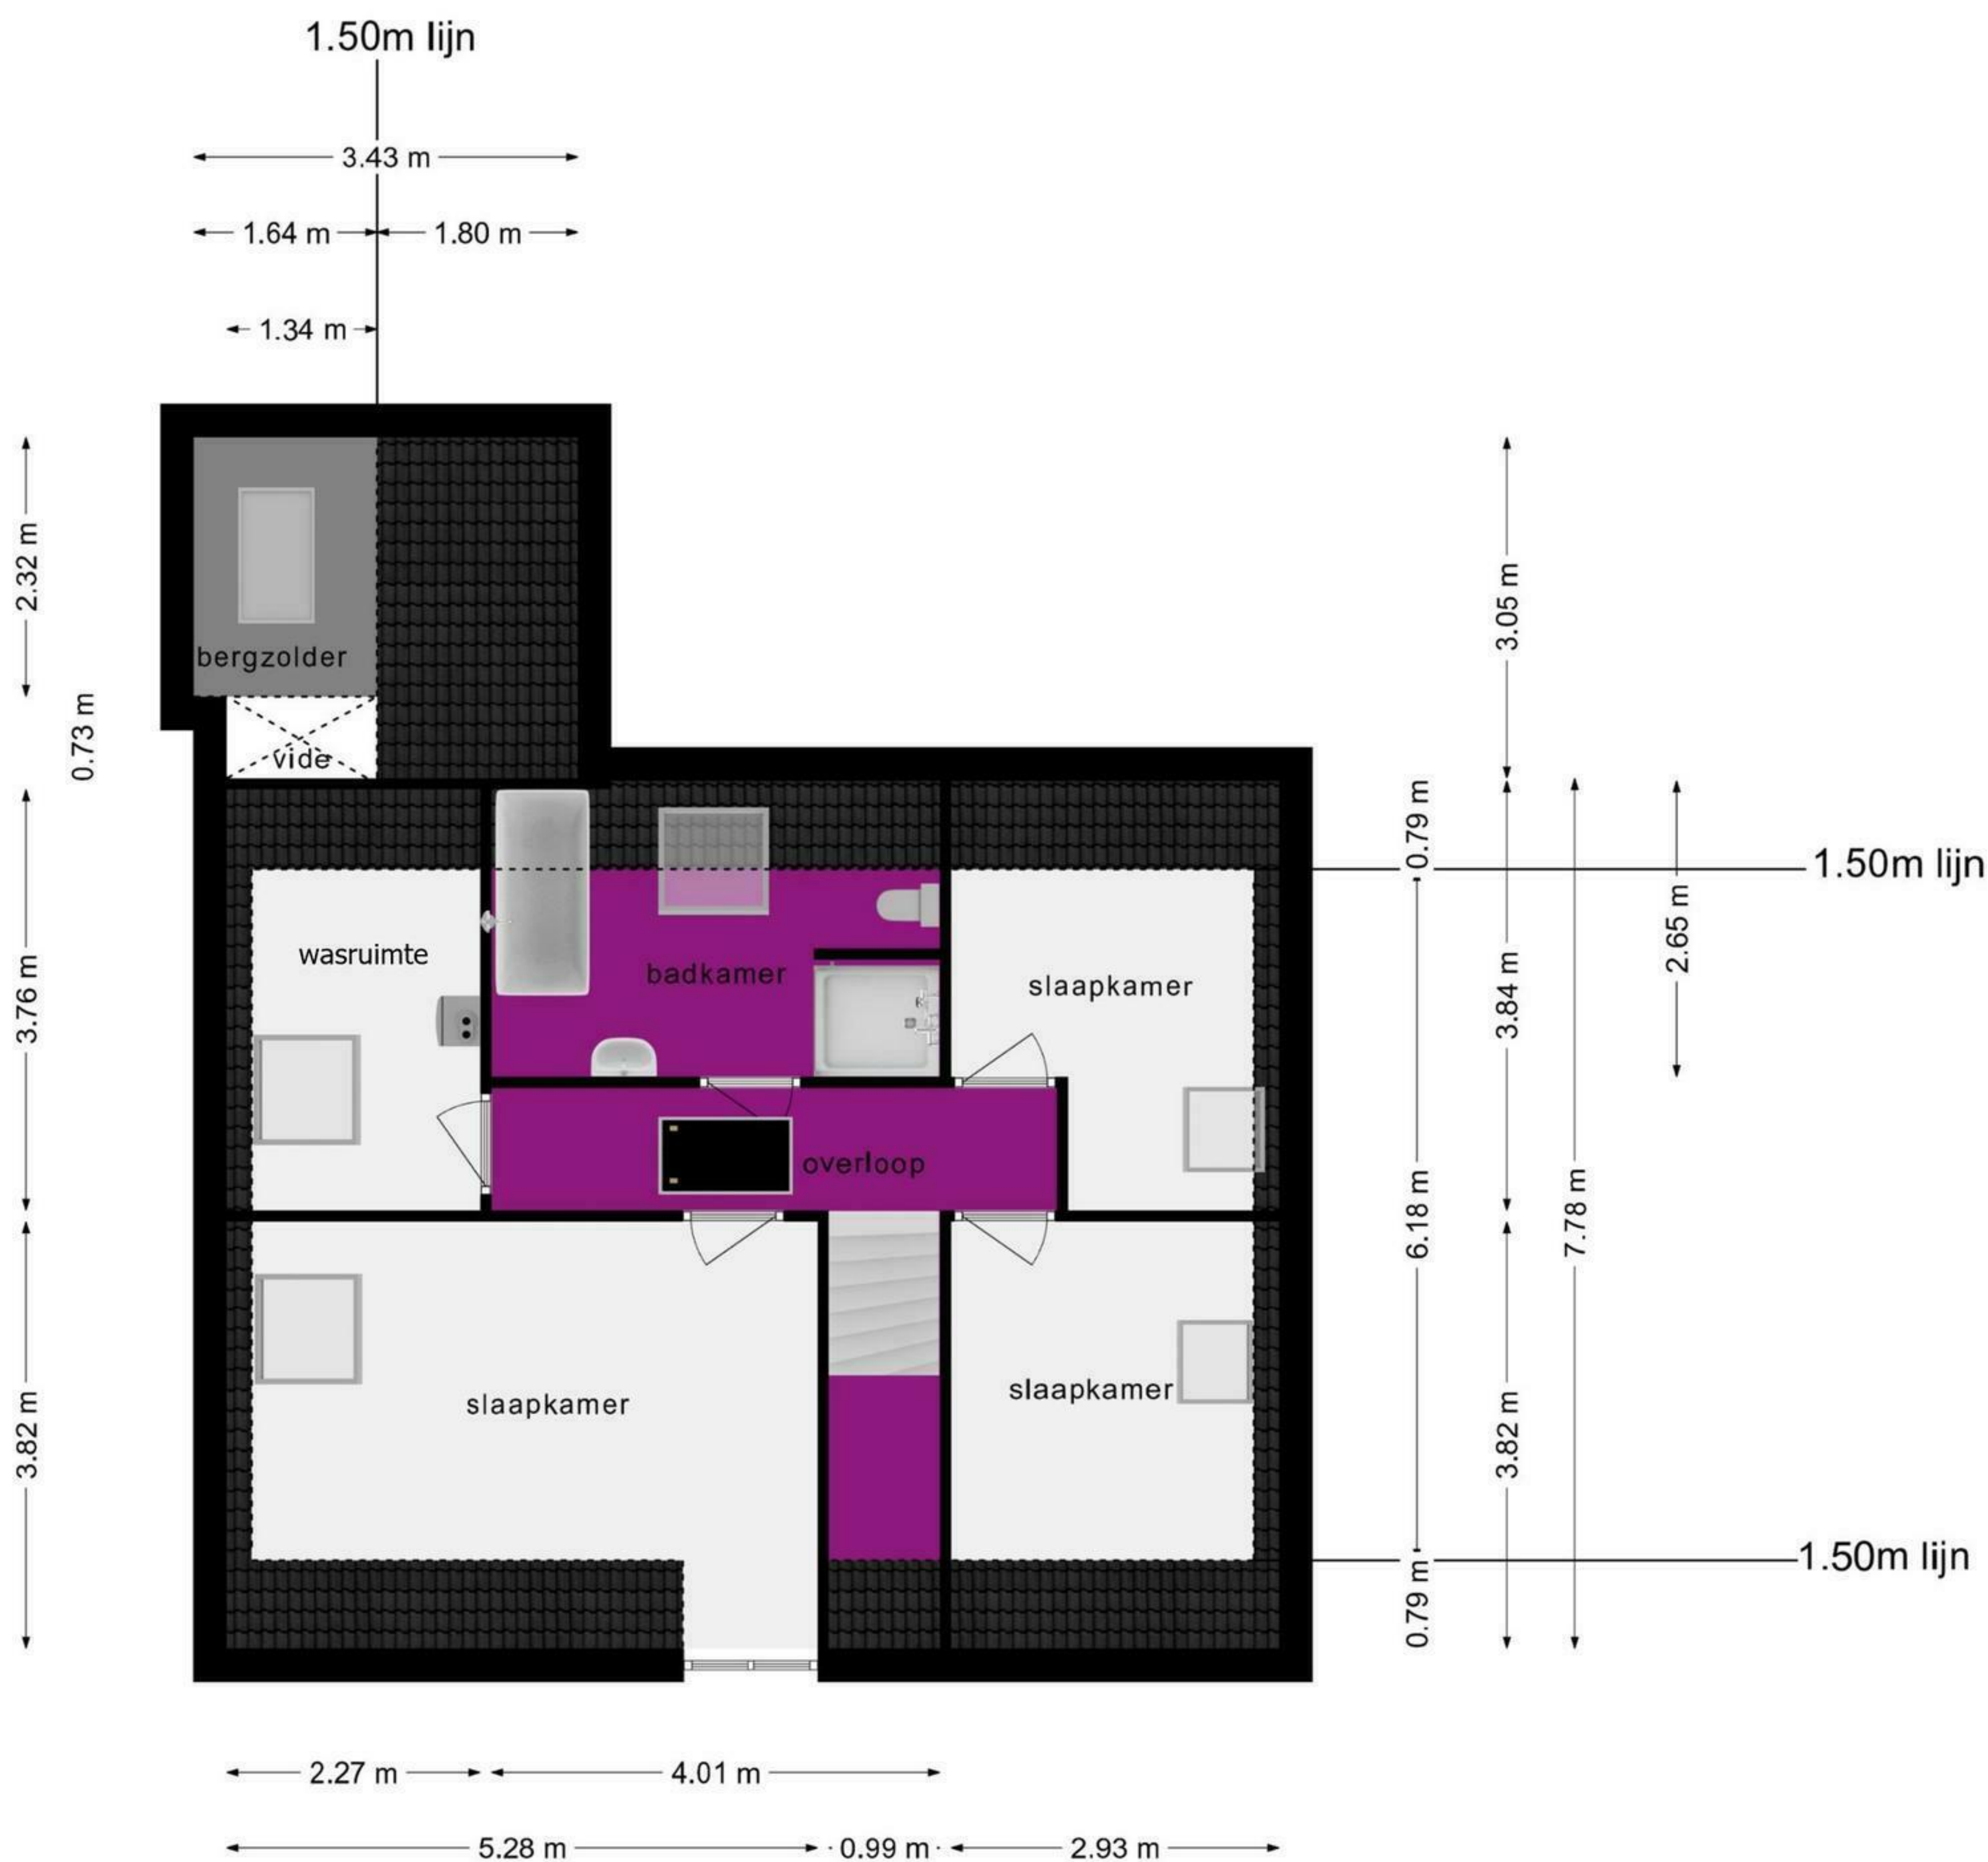 1.50m lijn
3.43 m
1.64 m
1.80 m
1.34 m
2.32 m
3.05 m
bergzolder
0.73 m
vide
0.79 m
1.50m lijn
2.65 m
wasruimte
badkamer
slaapkamer
3.76 m
3.84 m
overloop
7.78 m
6.18 m
slaapkamer
slaapkamer
3.82 m
3.82 m
1.50m lijn
0.79 m
2.27 m
4.01 m
5.28 m
0.99 m
2.93 m